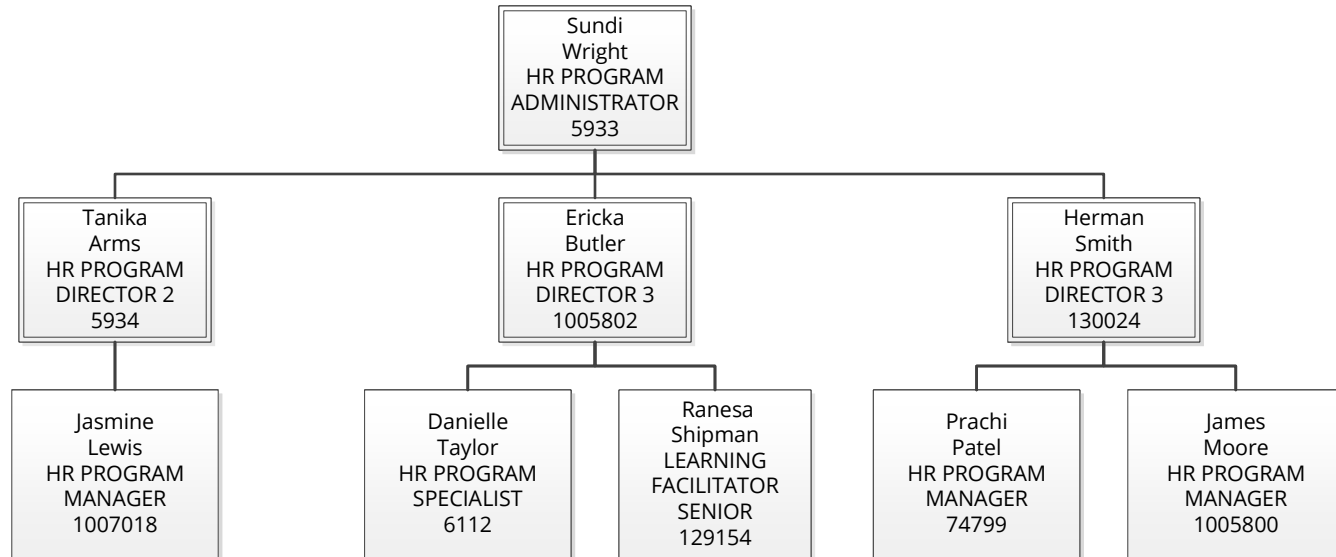 Sundi
Wright
HR PROGRAM
ADMINISTRATOR
5933
Tanika
Arms
HR PROGRAM
DIRECTOR 2
5934
Ericka
Butler
HR PROGRAM
DIRECTOR 3
1005802
Herman
Smith
HR PROGRAM
DIRECTOR 3
130024
Jasmine
Lewis
HR PROGRAM
MANAGER
1007018
Danielle
Taylor
HR PROGRAM
SPECIALIST
6112
Ranesa
Shipman
LEARNING
FACILITATOR
SENIOR
129154
Prachi
Patel
HR PROGRAM
MANAGER
74799
James
Moore
HR PROGRAM
MANAGER
1005800